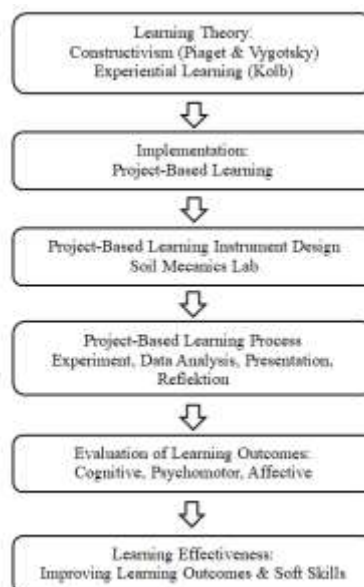 Learning Theory:
Constructivism (Piaget & Vygotsky)
Experiential Learning (Kolb)
Implementation:
Project-Based Learning
Project-Based Learning Instrument Design
Soil Mecanics Lab
Project-Based Learning Process
Experiment, Data Analysis, Presentation,
Reflektion
Evaluation of Learning Outcomes:
Cognitive, Psychomotor, Affective
Learning Effectiveness:
Improving Learning Outcomes & Soft Skills